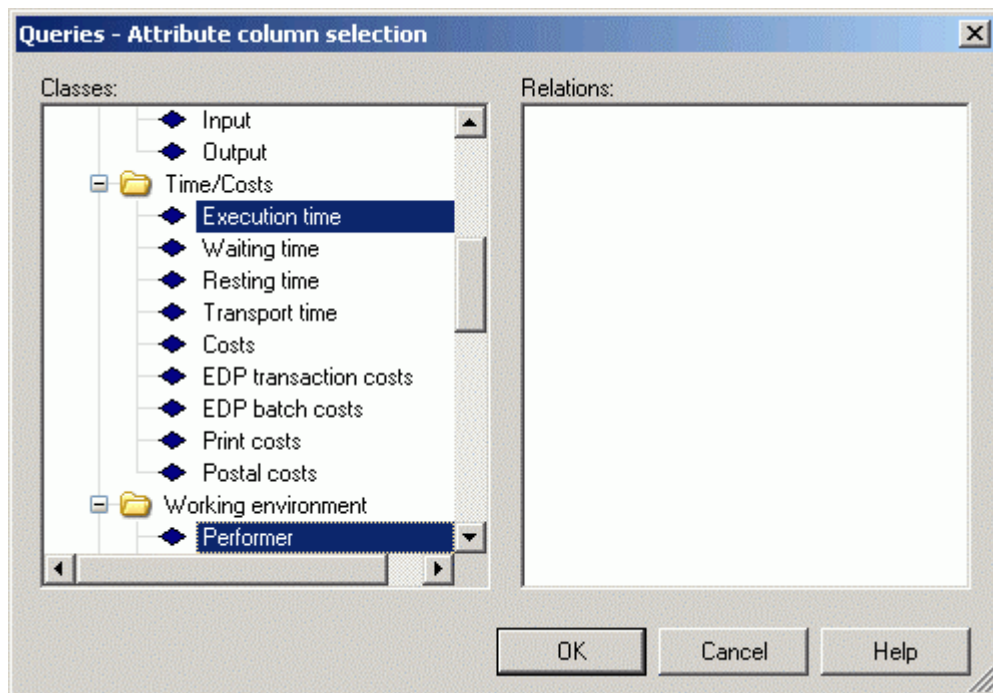 Queries - Attribute column selection
Classes:
Input
Output
Time/Costs
Execution time
Waiting time
Resting time
Transport time
Costs
EDP transaction costs
EDP batch costs
Print costs
Postal costs
Working environment
Performer
Relations:
OK
Cancel
Help